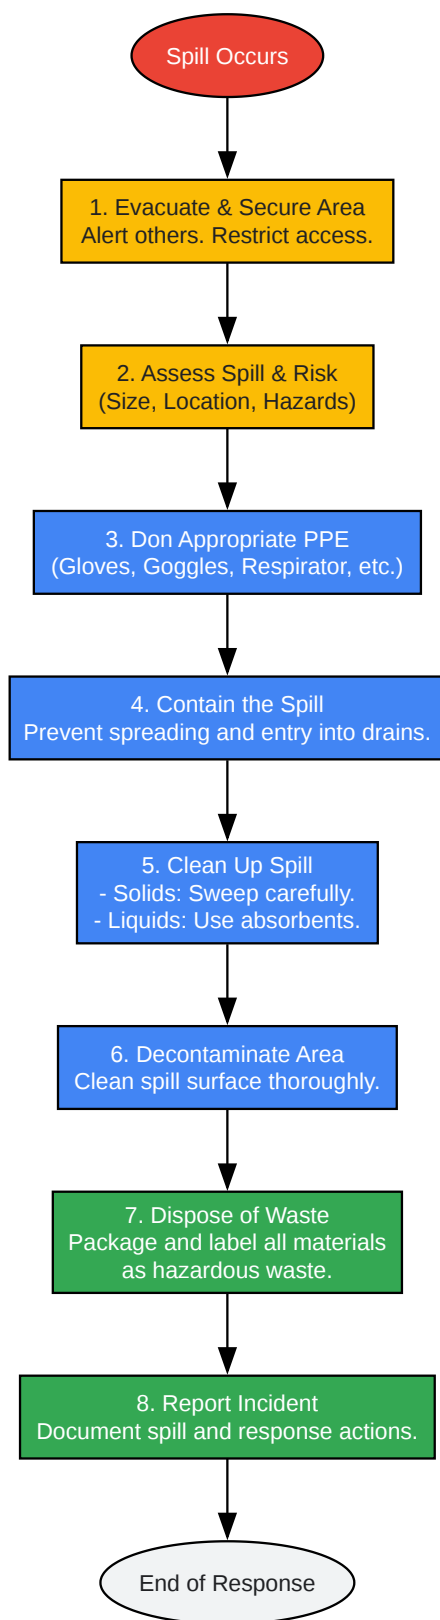 Spill Occurs
1. Evacuate & Secure Area
Alert others. Restrict access.
2. Assess Spill & Risk
(Size, Location, Hazards)
3. Don Appropriate PPE
(Gloves, Goggles, Respirator, etc.)
4. Contain the Spill
Prevent spreading and entry into drains.
5. Clean Up Spill
- Solids: Sweep carefully.
- Liquids: Use absorbents.
6. Decontaminate Area
Clean spill surface thoroughly.
7. Dispose of Waste
Package and label all materials
as hazardous waste.
8. Report Incident
Document spill and response actions.
End of Response